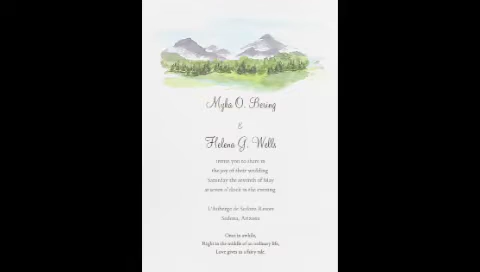 Myka O. Bering
&
Helena G. Wells
invite you to share in
the joy of their wedding
Saturday the seventh of May
at seven o'clock in the evening
L'Auberge de Sedona Resort
Sedona, Arizona
Once in awhile,
Right in the middle of an ordinary life,
Love gives us a fairy tale.